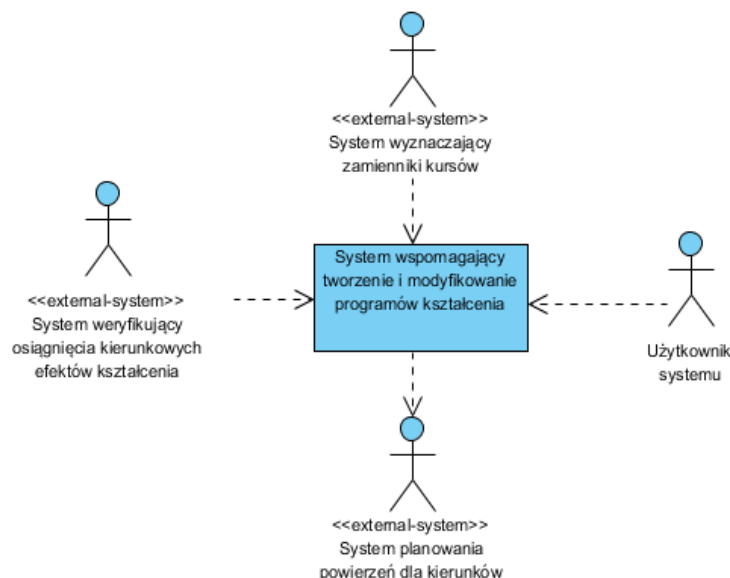 <<external-system>>
System wyznaczający
zamienniki kursów
System wspomagający
tworzenie i modyfikowanie
programów kształcenia
<<external-system>>
System weryfikujący
osiągnięcia kierunkowych
efektów kształcenia
Użytkownik
systemu
<<external-system>>
System planowania
powierzeń dla kierunków